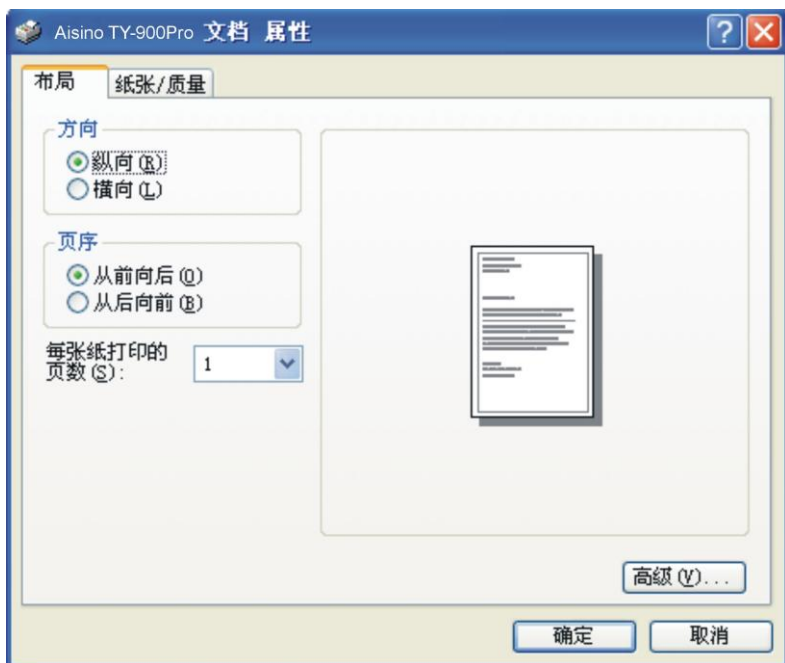 Aisino TY-900Pro 文档 属性
布局
纸张/质量
方向
纵向(R)
横向(L)
页序
从前向后(O)
从后向前(B)
每张纸打印的
页数(S):
1
高级(V)...
确定
取消